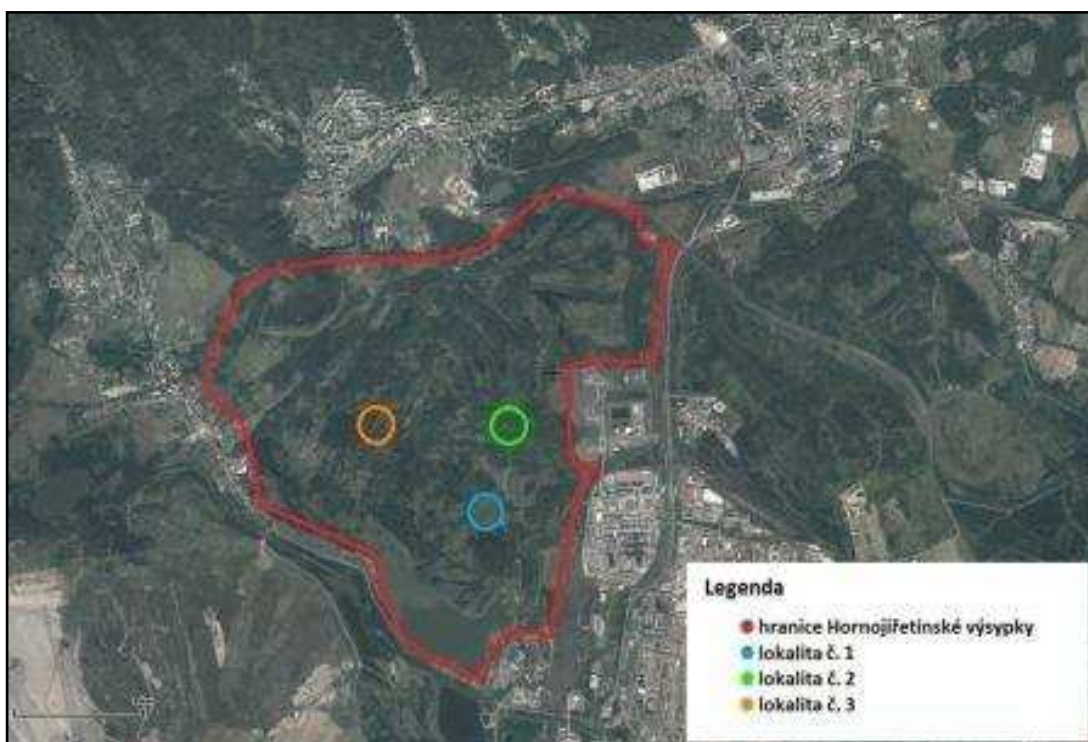 Legenda
hranice Hornojiřetínské výsypky
lokalita č. 1
lokalita č. 2
lokalita č. 3